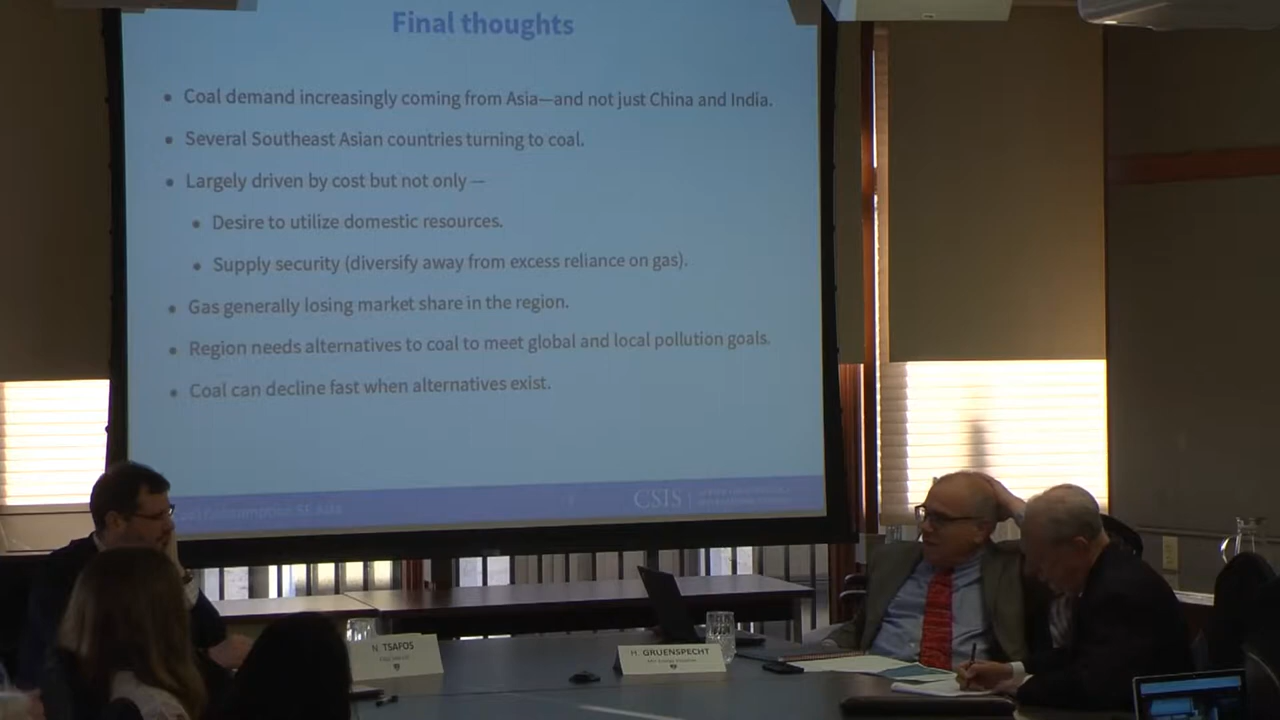 Final thoughts
Coal demand increasingly coming from Asia—and not just China and India.
Several Southeast Asian countries turning to coal.
Largely driven by cost but not only —
Desire to utilize domestic resources.
Supply security (diversify away from excess reliance on gas).
Gas generally losing market share in the region.
Region needs alternatives to coal to meet global and local pollution goals.
Coal can decline fast when alternatives exist.
CSIS
N. TSAFOS
H. GRUENSPECHT